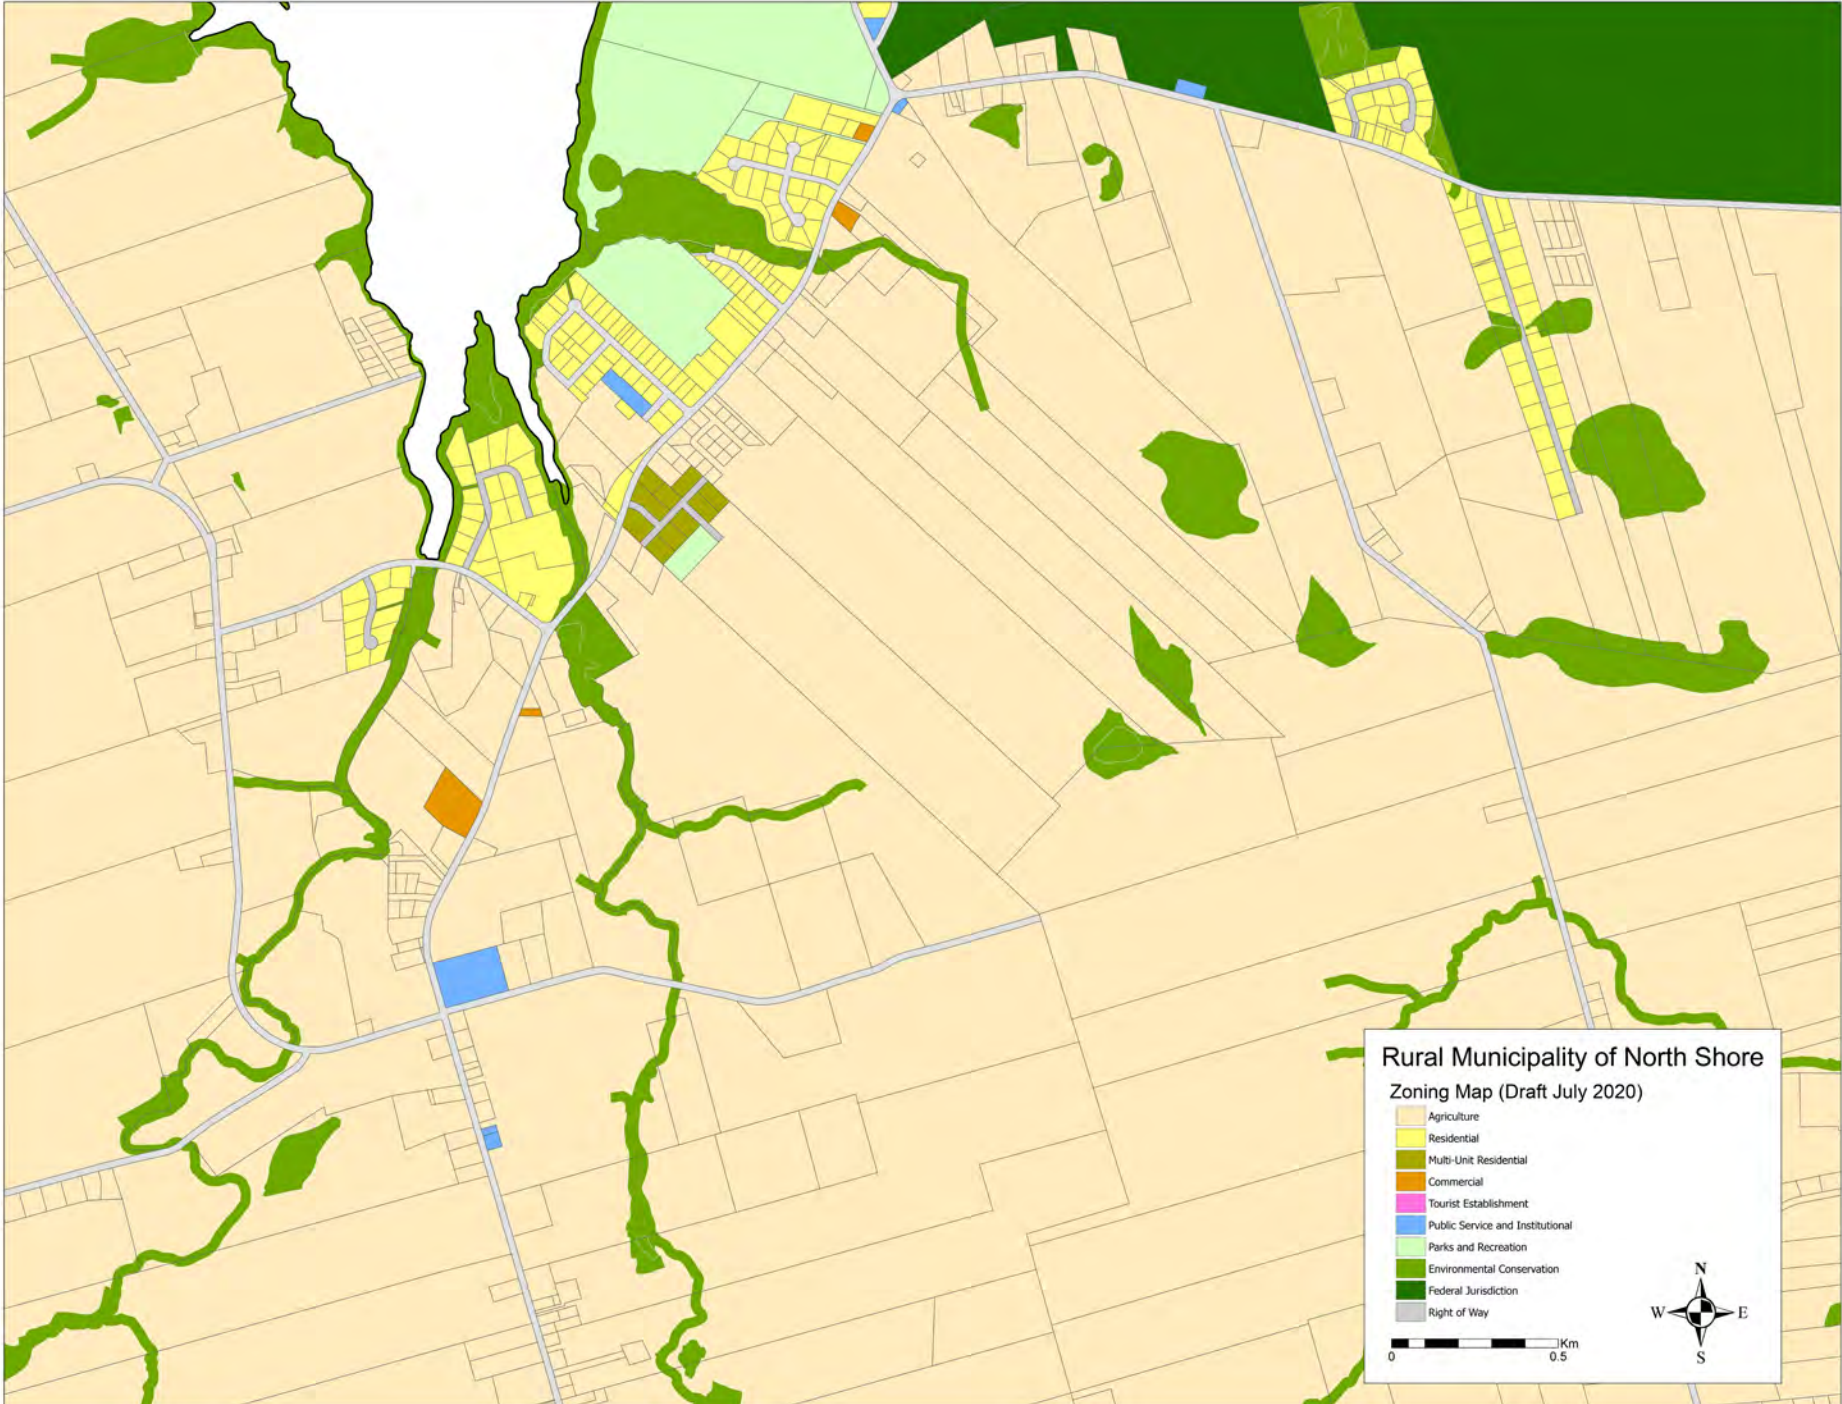 Rural Municipality of North Shore
Zoning Map (Draft July 2020)
Agriculture
Residential
Multi-Unit Residential
Commercial
Tourist Establishment
Public Service and Institutional
Parks and Recreation
Environmental Conservation
Federal Jurisdiction
Right of Way
N
W E
S
Km
0 0.5